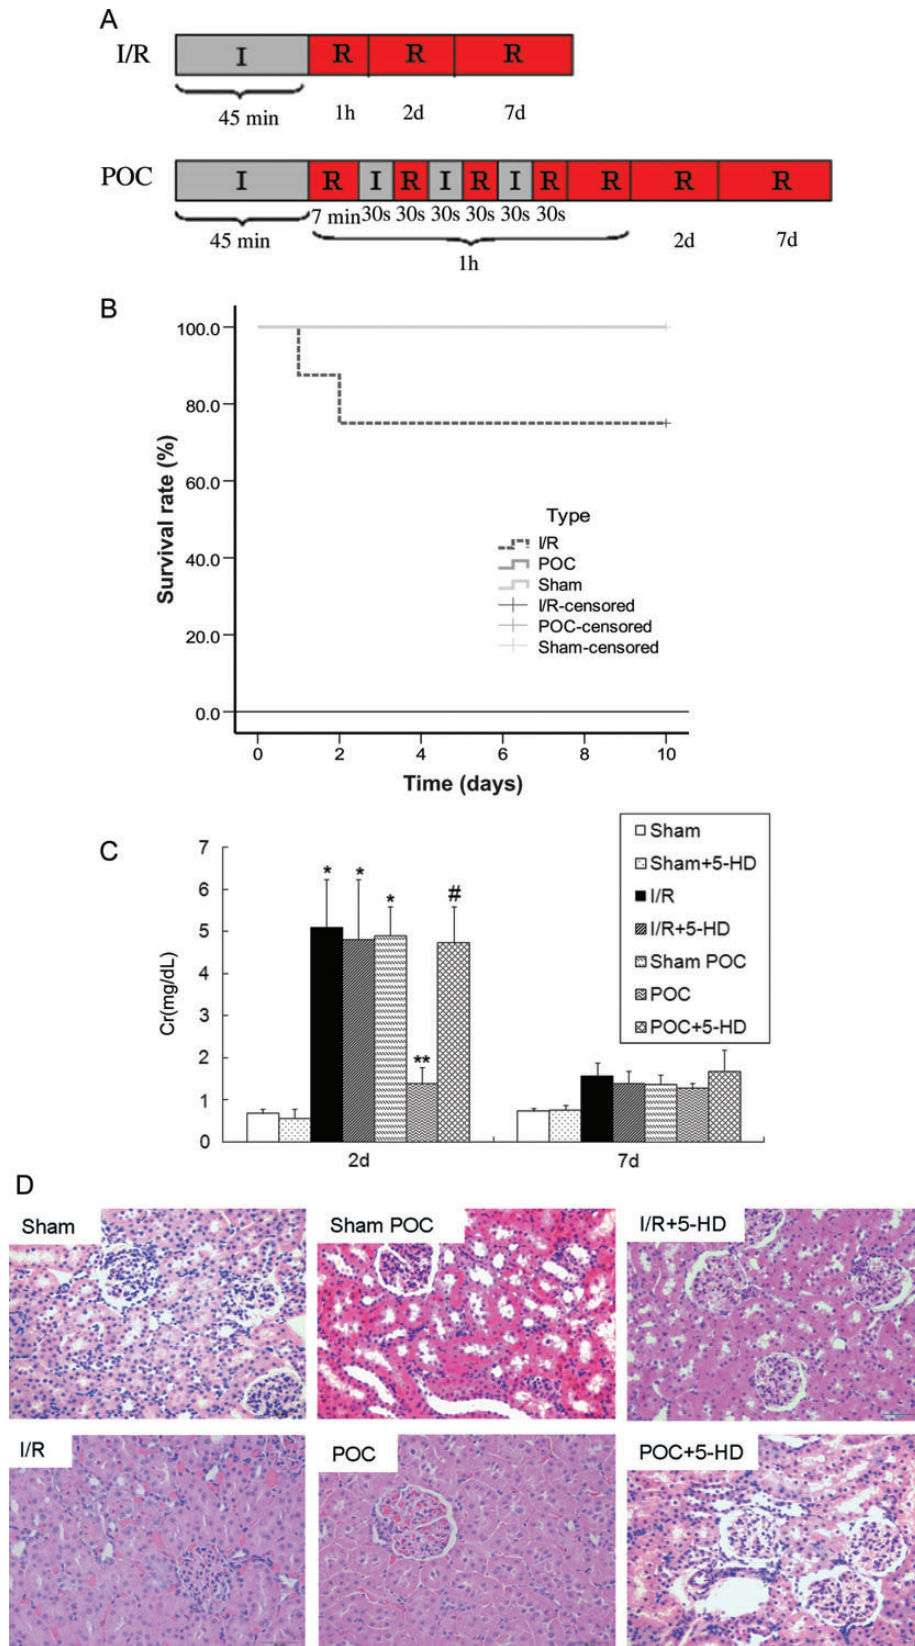 A
I/R
I R R R
45 min 1h 2d 7d
POC
I R I R I R I R R R R
7 min 30s 30s 30s 30s 30s 30s
45 min 1h 2d 7d
B
100.0
80.0
60.0
40.0
20.0
0.0
Survival rate (%)
Type
I/R
POC
Sham
I/R-censored
POC-censored
Sham-censored
0 2 4 6 8 10
Time (days)
C
7
6
5
4
3
2
1
0
Cr(mg/dL)
* * * ** #
Sham
Sham+5-HD
I/R
I/R+5-HD
Sham POC
POC
POC+5-HD
2d 7d
D
Sham
Sham POC
I/R+5-HD
I/R
POC
POC+5-HD